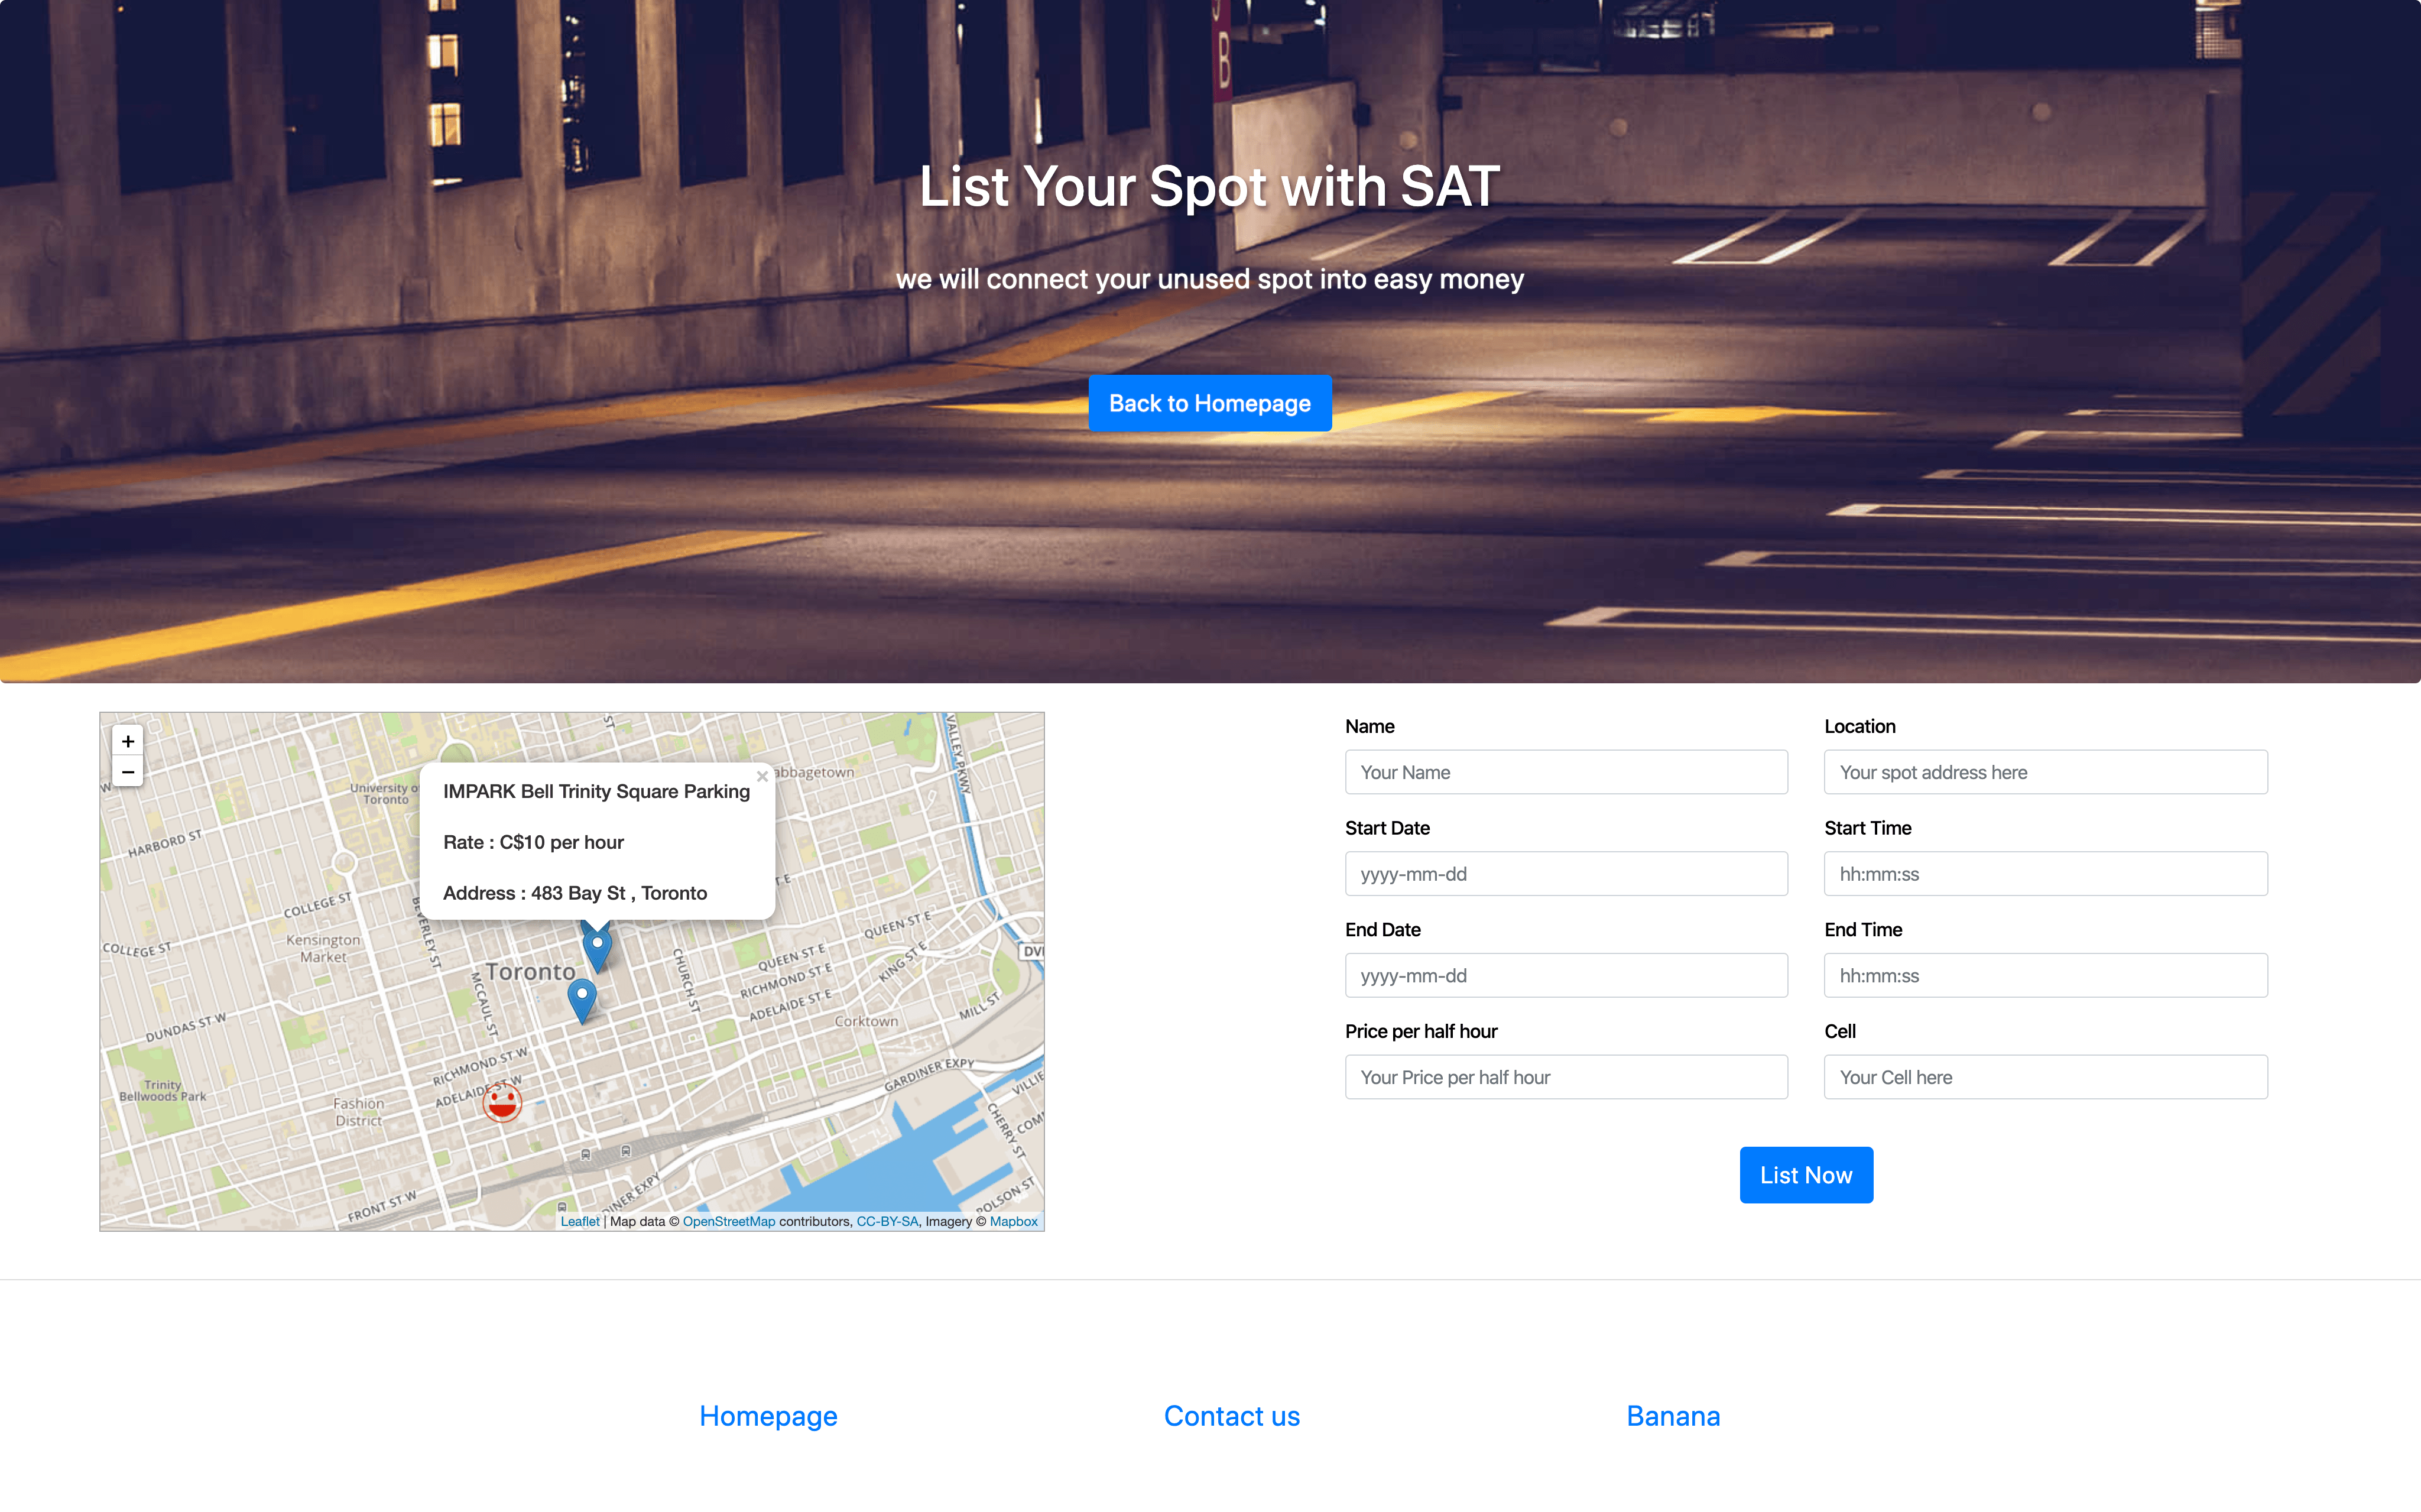 B
List Your Spot with SAT
we will connect your unused spot into easy money
Back to Homepage
+
−
IMPARK Bell Trinity Square Parking
×
Rate : C$10 per hour
Address : 483 Bay St , Toronto
ST
VALLEY PKWY
abbagetown
W
University o
Toronto
HARBORD ST
T E
COLLEGE ST
BEVERLEY ST
QUEEN ST E
COLLEGE ST
Kensington
Market
CHURCH ST
QUEEN ST E
KING ST E
DV
Toronto
RICHMOND ST E
MCCAUL ST
ADELAIDE ST E
MILL ST
DUNDAS ST W
Corktown
RICHMOND ST W
GARDINER EXPY
VILLIE
Trinity
Bellwoods Park
ADELAIDE ST W
Fashion
District
CHERRY ST
COM
DINER EXPY
POLSON ST
FRONT ST W
Leaflet | Map data © OpenStreetMap contributors, CC-BY-SA, Imagery © Mapbox
Name
Location
Your Name
Your spot address here
Start Date
Start Time
yyyy-mm-dd
hh:mm:ss
End Date
End Time
yyyy-mm-dd
hh:mm:ss
Price per half hour
Cell
Your Price per half hour
Your Cell here
List Now
Homepage
Contact us
Banana